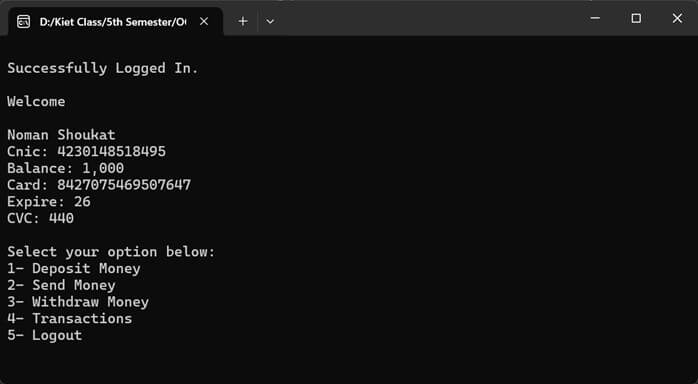 D:/Kiet Class/5th Semester/O
Successfully Logged In.
Welcome
Noman Shoukat
Cnic: 4230148518495
Balance: 1,000
Card: 8427075469507647
Expire: 26
CVC: 440
Select your option below:
1- Deposit Money
2- Send Money
3- Withdraw Money
4- Transactions
5- Logout